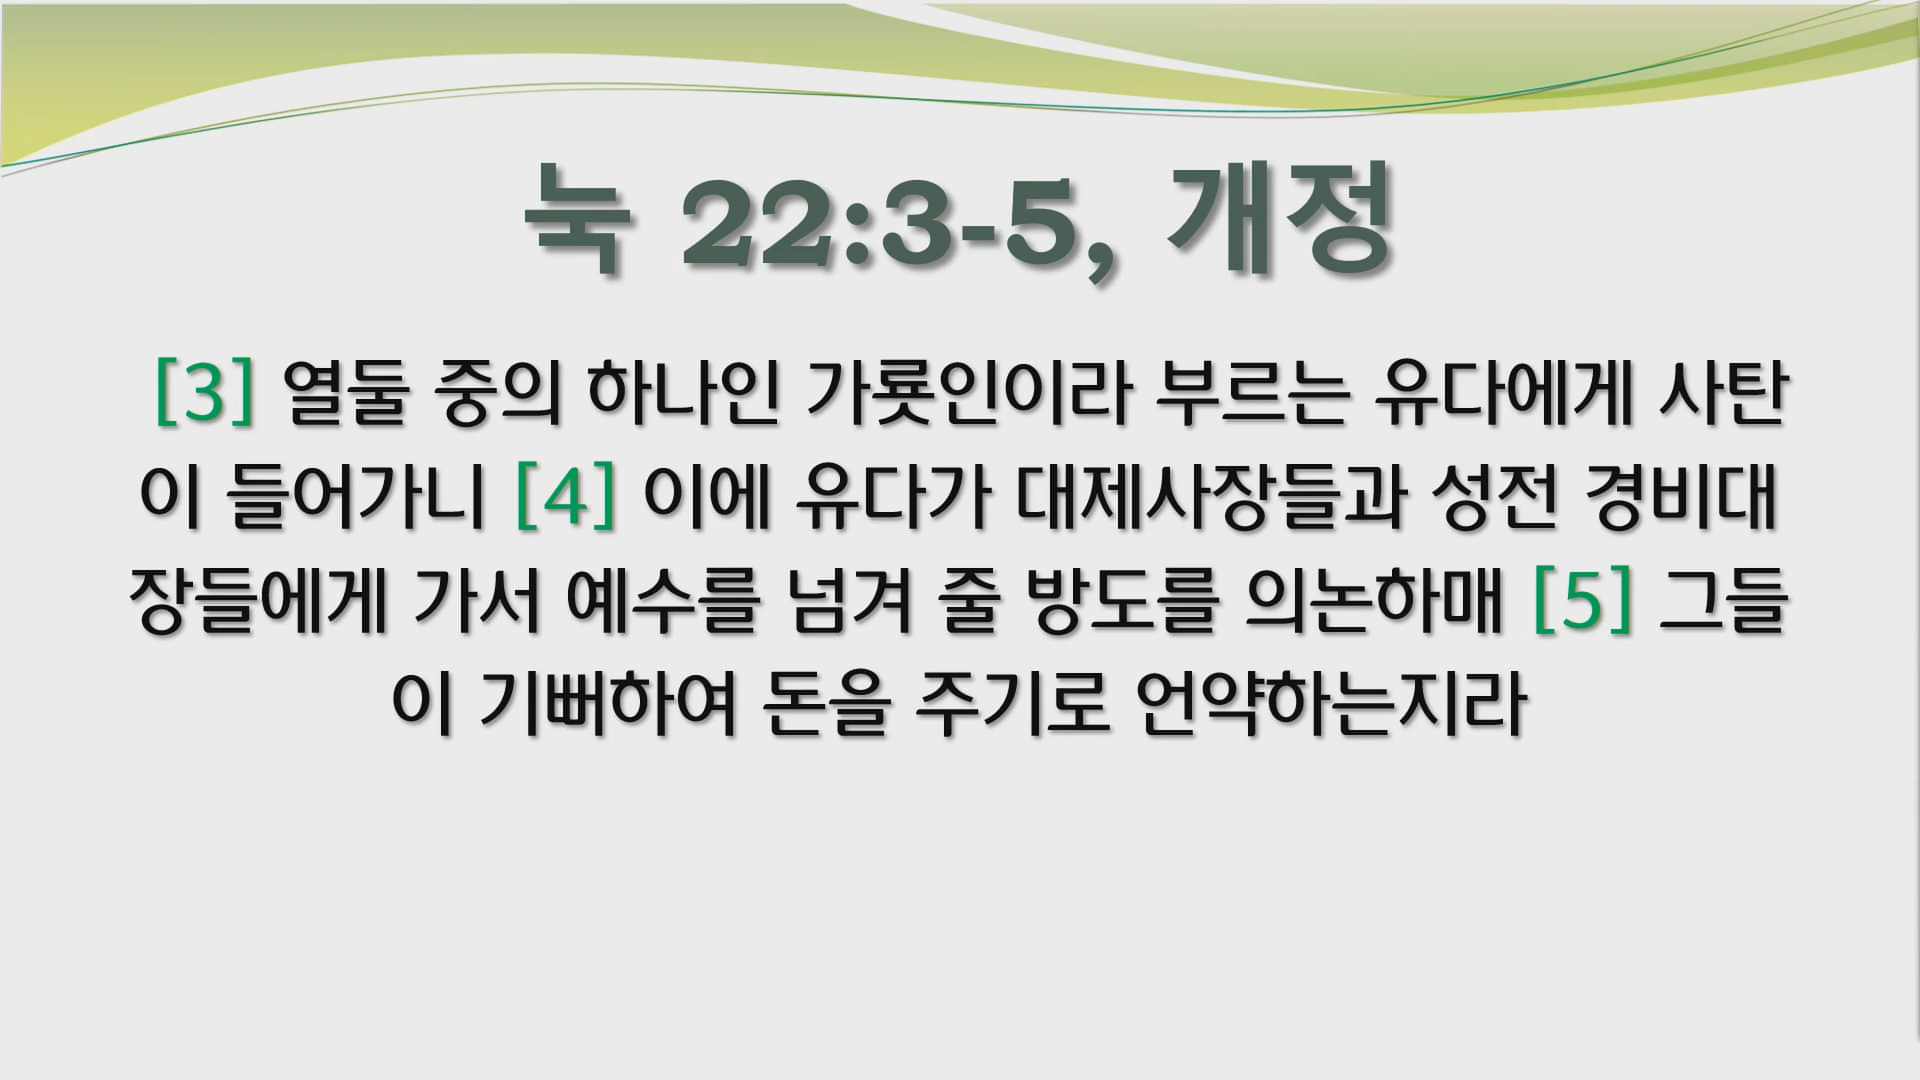 눅 22:3-5, 개정
[3] 열둘 중의 하나인 가룟인이라 부르는 유다에게 사탄
이 들어가니 [4] 이에 유다가 대제사장들과 성전 경비대
장들에게 가서 예수를 넘겨 줄 방도를 의논하매 [5] 그들
이 기뻐하여 돈을 주기로 언약하는지라